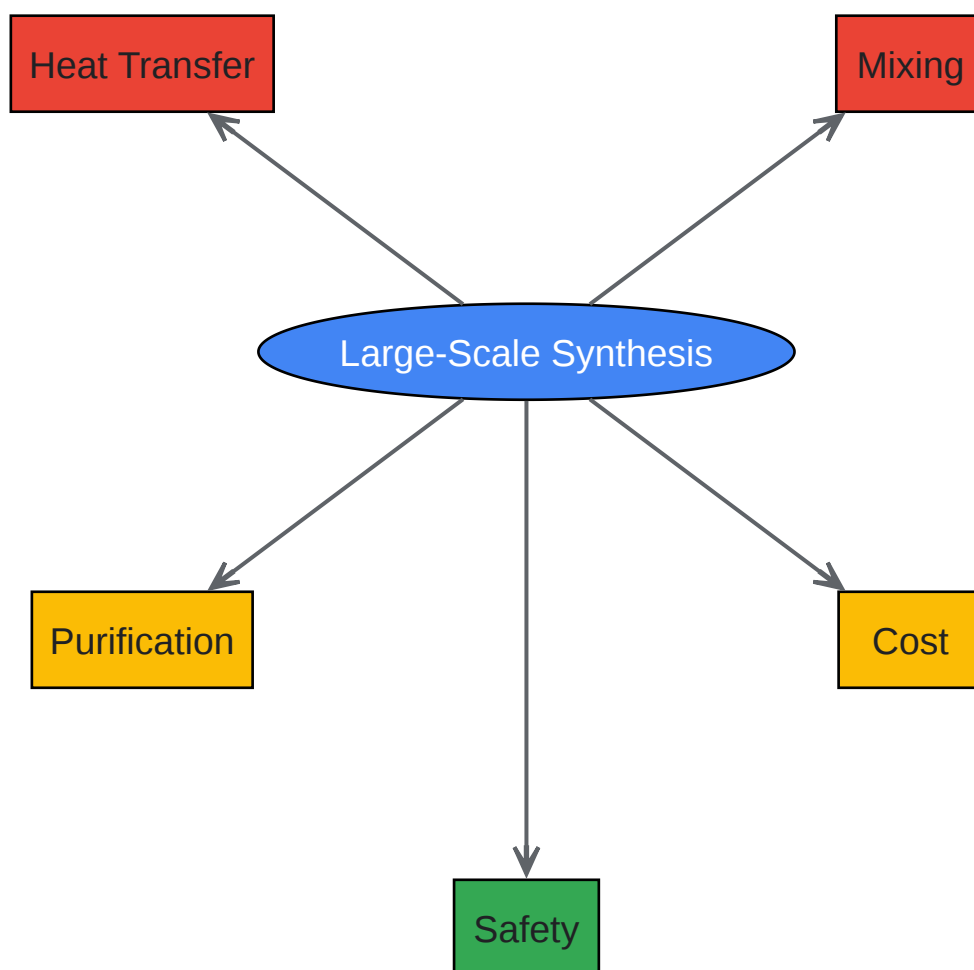 Heat Transfer
Mixing
Large-Scale Synthesis
Purification
Cost
Safety